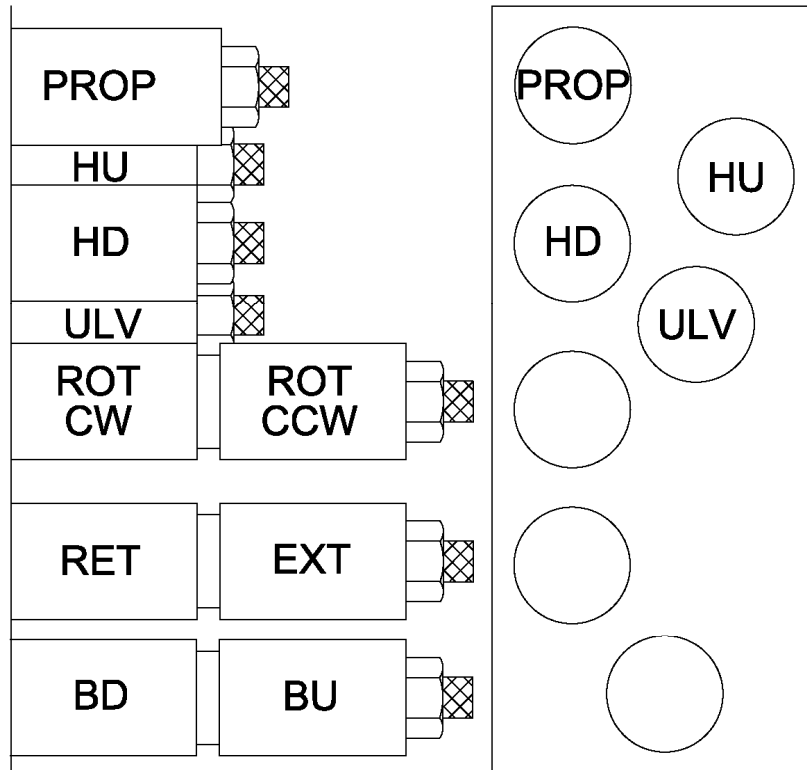 PROP
HU
HD
ULV
ROT
CW
ROT
CCW
RET
EXT
BD
BU
PROP
HU
HD
ULV